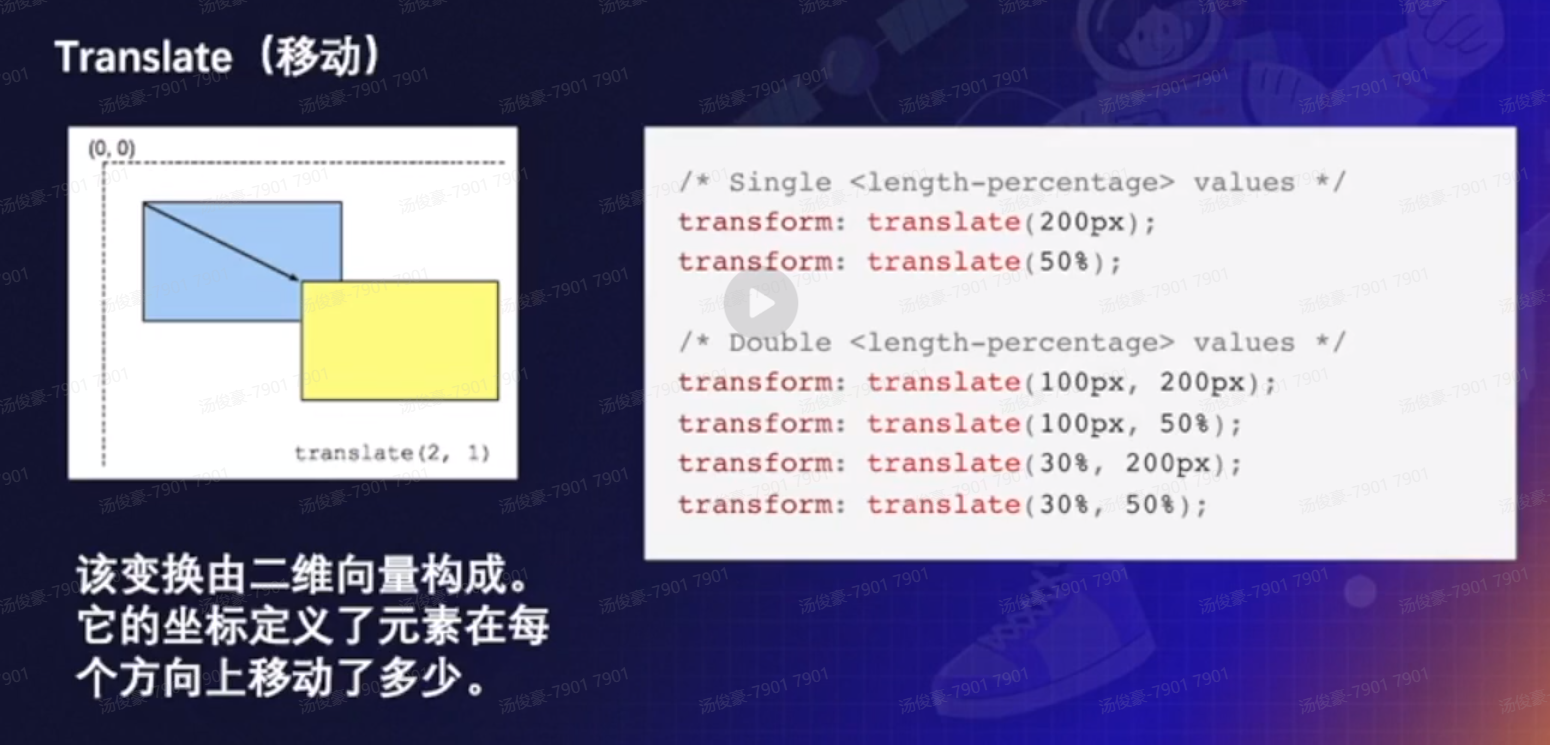 Translate（移动）
(0, 0)
translate(2, 1)
该变换由二维向量构成。
它的坐标定义了元素在每
个方向上移动了多少。
/* Single <length-percentage> values */
transform: translate(200px);
transform: translate(50%);
/* Double <length-percentage> values */
transform: translate(100px, 200px);
transform: translate(100px, 50%);
transform: translate(30%, 200px);
transform: translate(30%, 50%);
汤俊豪-7901 7901